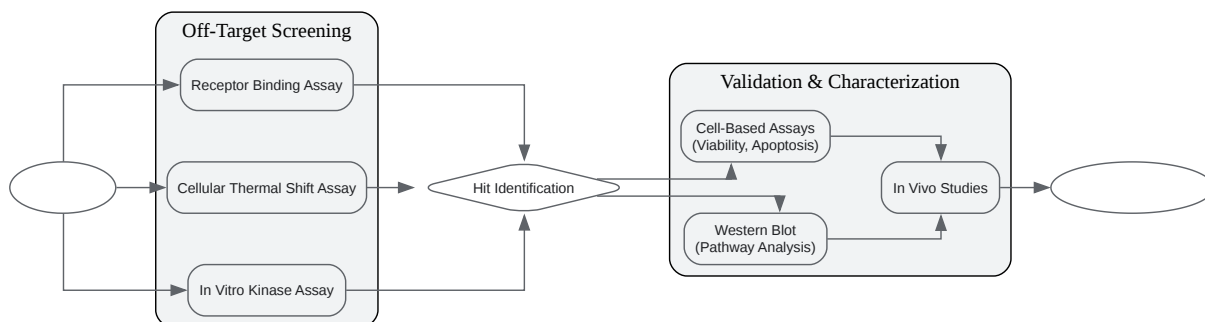 Off-Target Screening
Receptor Binding Assay
Cellular Thermal Shift Assay
In Vitro Kinase Assay
Hit Identification
Validation & Characterization
Cell-Based Assays
(Viability, Apoptosis)
Western Blot
(Pathway Analysis)
In Vivo Studies